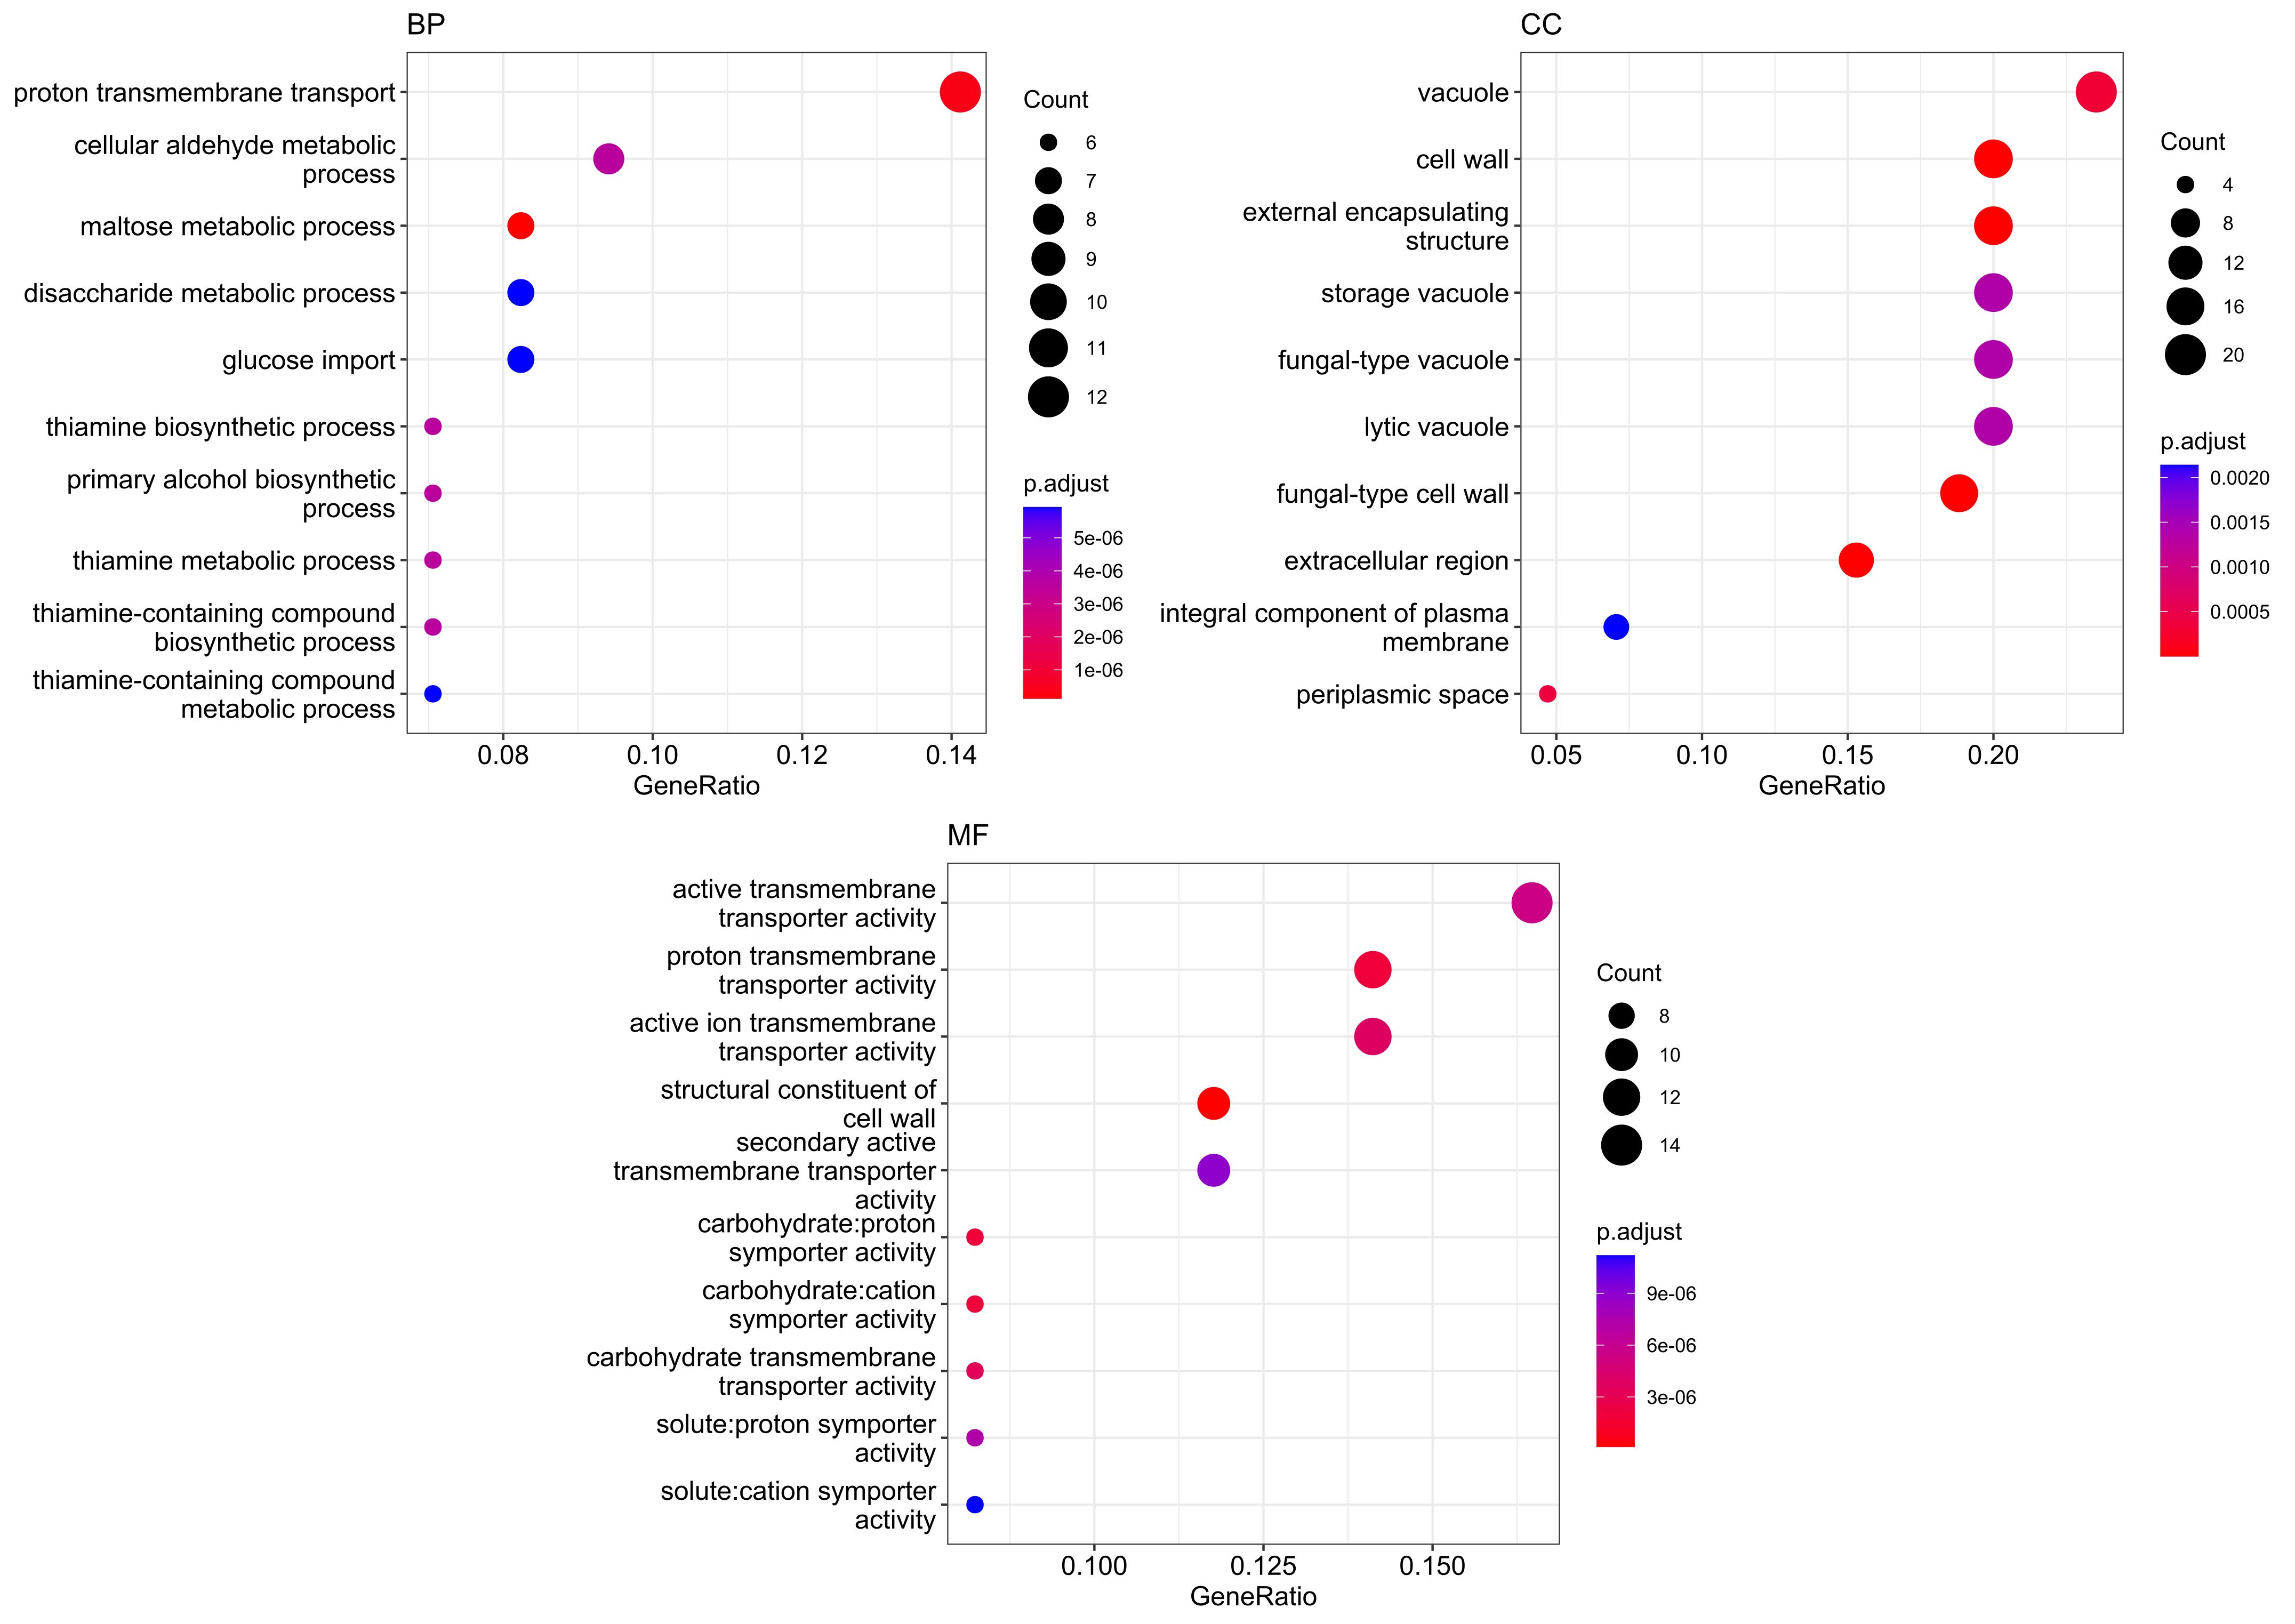 BP
proton transmembrane transport
cellular aldehyde metabolic
process
maltose metabolic process
disaccharide metabolic process
glucose import
thiamine biosynthetic process
primary alcohol biosynthetic
process
thiamine metabolic process
thiamine-containing compound
biosynthetic process
thiamine-containing compound
metabolic process
0.08
0.10
0.12
0.14
GeneRatio
Count
6
7
8
9
10
11
12
p.adjust
5e-06
4e-06
3e-06
2e-06
1e-06
CC
vacuole
cell wall
external encapsulating
structure
storage vacuole
fungal-type vacuole
lytic vacuole
fungal-type cell wall
extracellular region
integral component of plasma
membrane
periplasmic space
0.05
0.10
0.15
0.20
GeneRatio
Count
4
8
12
16
20
p.adjust
0.0020
0.0015
0.0010
0.0005
MF
active transmembrane
transporter activity
proton transmembrane
transporter activity
active ion transmembrane
transporter activity
structural constituent of
cell wall
secondary active
transmembrane transporter
activity
carbohydrate:proton
symporter activity
carbohydrate:cation
symporter activity
carbohydrate transmembrane
transporter activity
solute:proton symporter
activity
solute:cation symporter
activity
0.100
0.125
0.150
GeneRatio
Count
8
10
12
14
p.adjust
9e-06
6e-06
3e-06